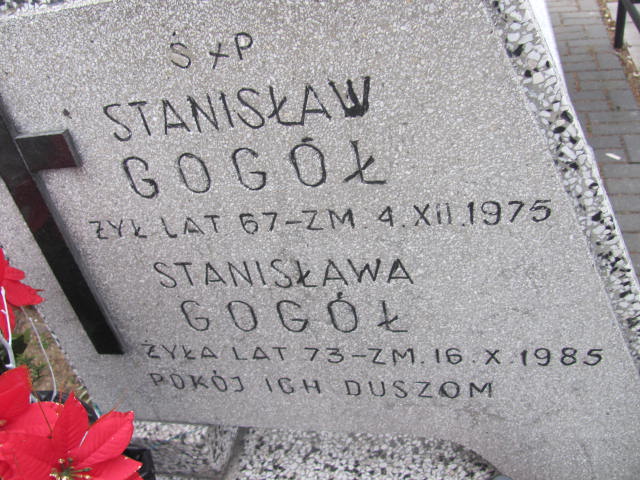 Ś P
STANISŁAW
GOGÓŁ
ŻYŁ LAT 67-ZM. 4.XII.1975
STANISŁAWA
GOGÓŁ
ŻYŁA LAT 73-ZM.16.X.1985
POKÓJ IGH DUSZOM